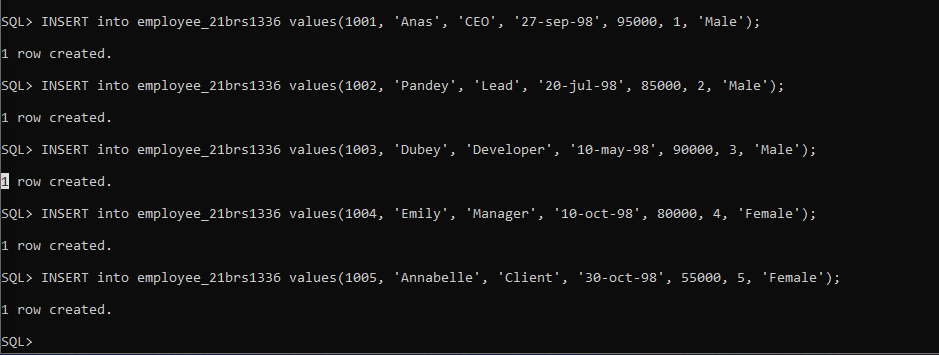 SQL> INSERT into employee_21brs1336 values(1001, 'Anas', 'CEO', '27-sep-98', 95000, 1, 'Male');
1 row created.
SQL> INSERT into employee_21brs1336 values(1002, 'Pandey', 'Lead', '20-jul-98', 85000, 2, 'Male');
1 row created.
SQL> INSERT into employee_21brs1336 values(1003, 'Dubey', 'Developer', '10-may-98', 90000, 3, 'Male');
1 row created.
SQL> INSERT into employee_21brs1336 values(1004, 'Emily', 'Manager', '10-oct-98', 80000, 4, 'Female');
1 row created.
SQL> INSERT into employee_21brs1336 values(1005, 'Annabelle', 'Client', '30-oct-98', 55000, 5, 'Female');
1 row created.
SQL>